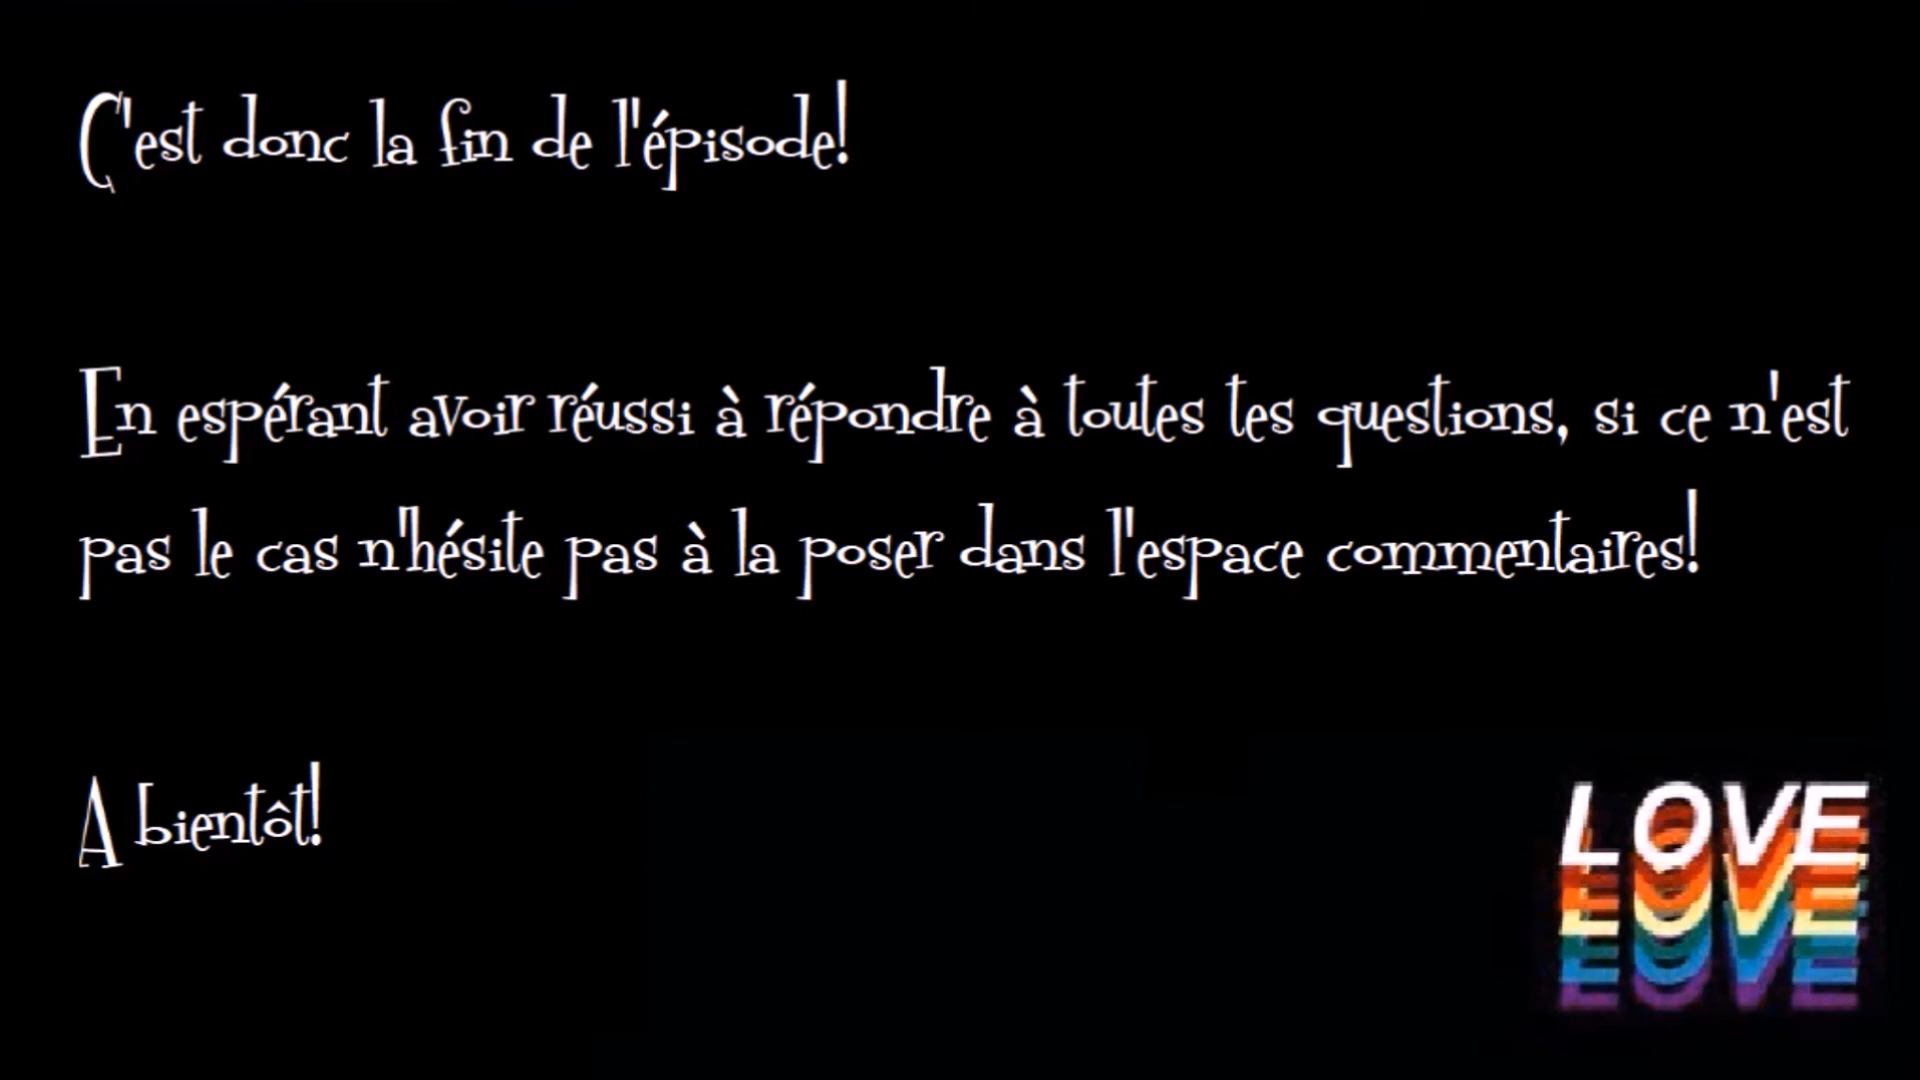 C'est donc la fin de l'épisode!
En espérant avoir réussi à répondre à toutes tes questions, si ce n'est
pas le cas n'hésite pas à la poser dans l'espace commentaires!
A bientôt!
LOVE